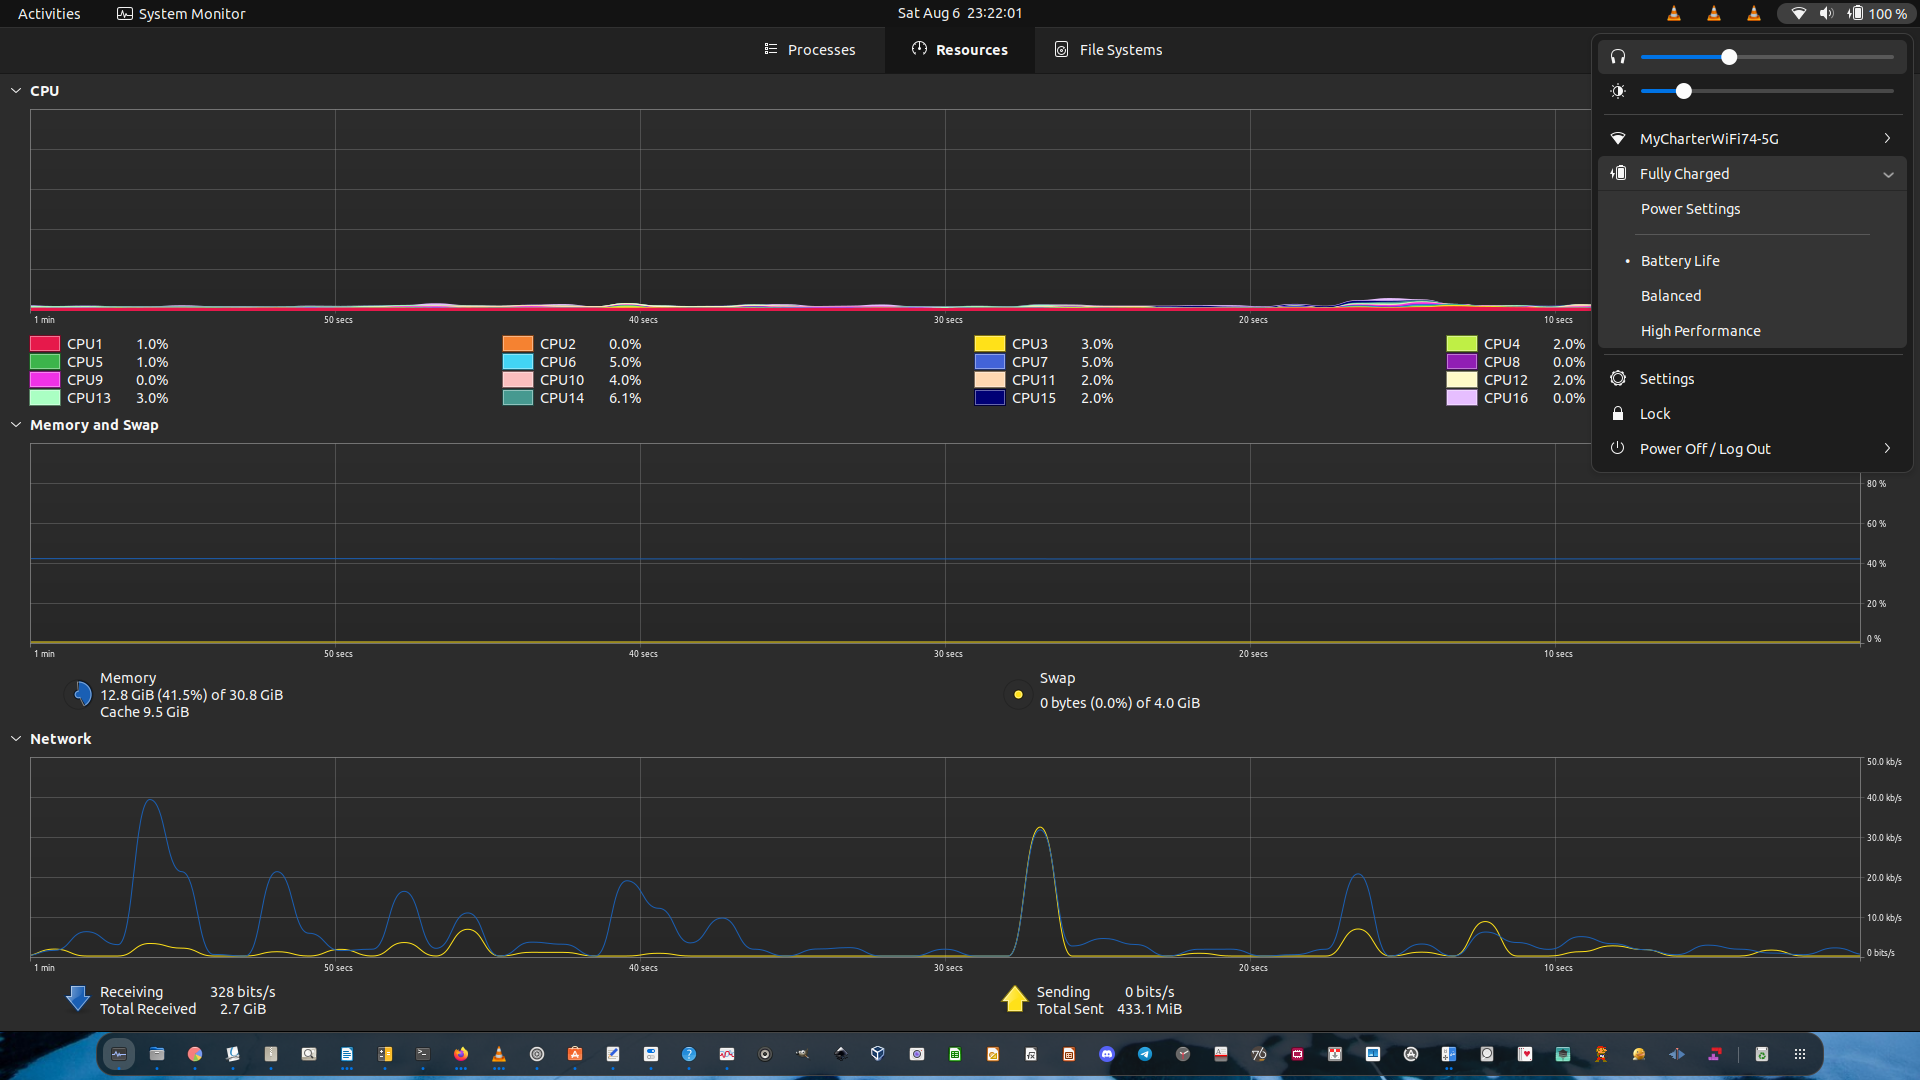 Activities
System Monitor
Sat Aug 6 23:22:01
100 %
Processes
Resources
File Systems
CPU
1 min
50 secs
40 secs
30 secs
20 secs
10 secs
CPU1 1.0%
CPU2 0.0%
CPU3 3.0%
CPU4 2.0%
CPU5 1.0%
CPU6 5.0%
CPU7 5.0%
CPU8 0.0%
CPU9 0.0%
CPU10 4.0%
CPU11 2.0%
CPU12 2.0%
CPU13 3.0%
CPU14 6.1%
CPU15 2.0%
CPU16 0.0%
MyCharterWiFi74-5G
Fully Charged
Power Settings
• Battery Life
Balanced
High Performance
Settings
Lock
Power Off / Log Out
Memory and Swap
80 %
60 %
40 %
20 %
0 %
1 min
50 secs
40 secs
30 secs
20 secs
10 secs
Memory
12.8 GiB (41.5%) of 30.8 GiB
Cache 9.5 GiB
Swap
0 bytes (0.0%) of 4.0 GiB
Network
50.0 kb/s
40.0 kb/s
30.0 kb/s
20.0 kb/s
10.0 kb/s
0 bits/s
1 min
50 secs
40 secs
30 secs
20 secs
10 secs
Receiving 328 bits/s
Total Received 2.7 GiB
Sending 0 bits/s
Total Sent 433.1 MiB
76